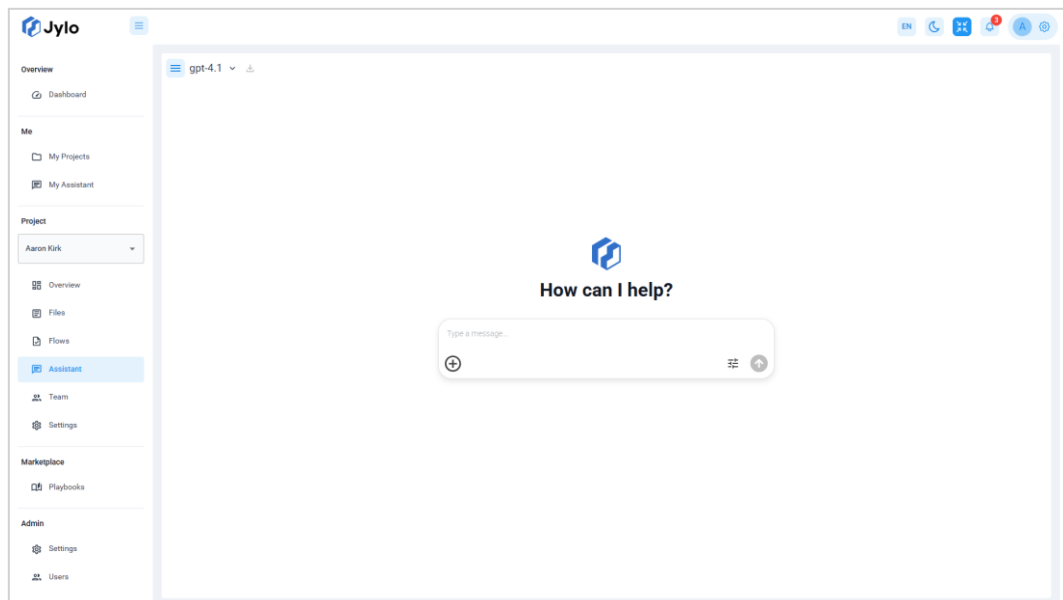 Jylo
EN
3
A
Overview
Dashboard
Me
My Projects
My Assistant
Project
Aaron Kirk
Overview
Files
Flows
Assistant
Team
Settings
Marketplace
Playbooks
Admin
Settings
Users
gpt-4.1
How can I help?
Type a message...